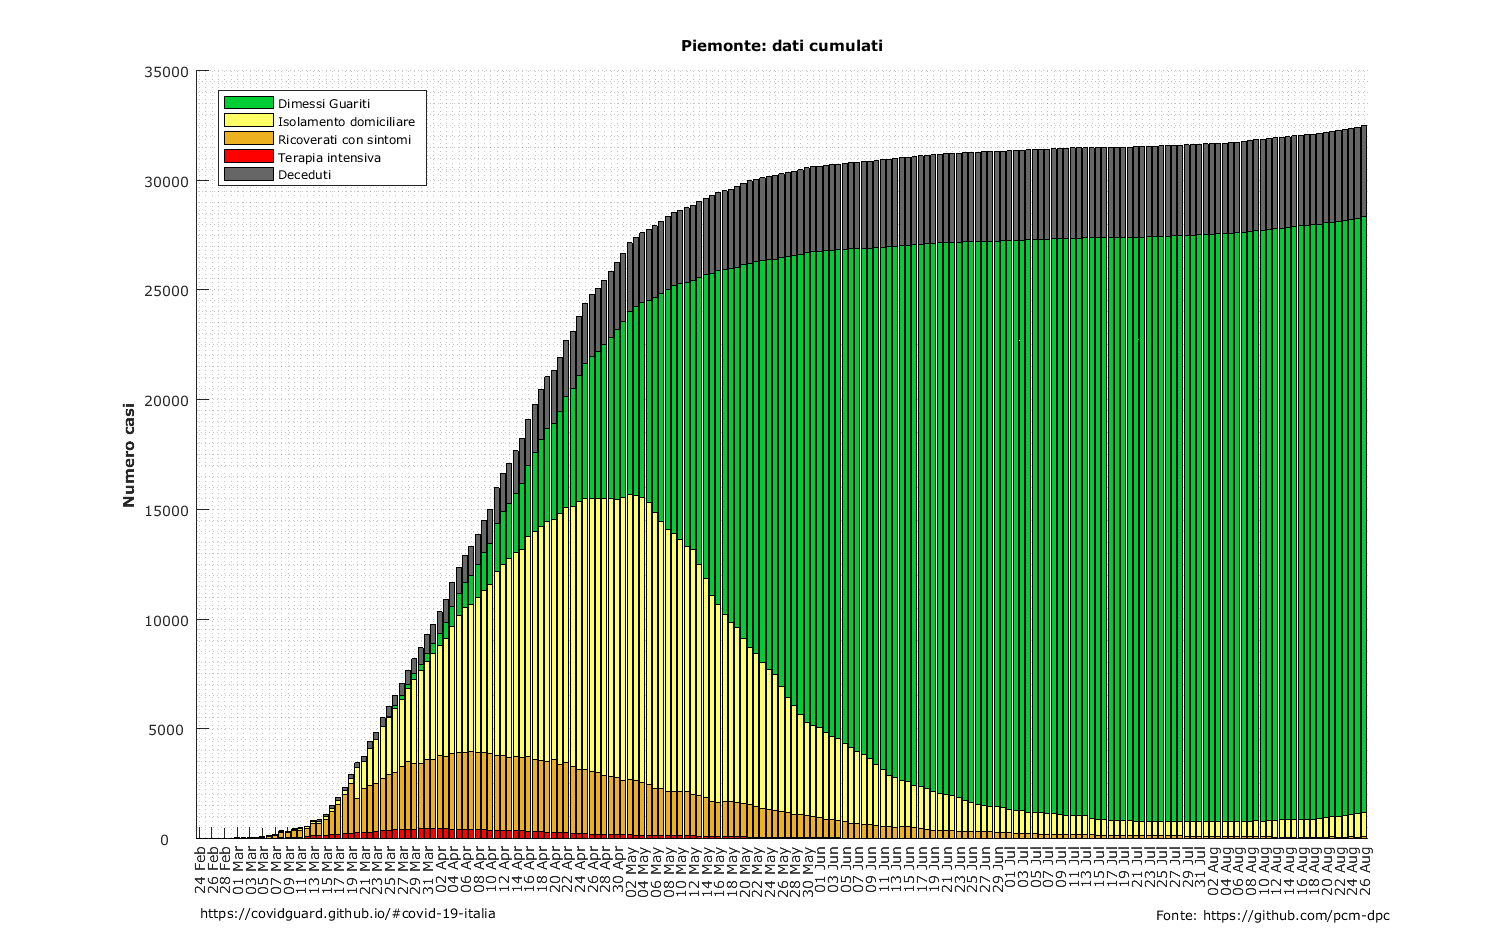 Piemonte: dati cumulati
35000
30000
25000
20000
15000
10000
5000
0
Numero casi
Dimessi Guariti
Isolamento domiciliare
Ricoverati con sintomi
Terapia intensiva
Deceduti
24 Feb
26 Feb
28 Feb
01 Mar
03 Mar
05 Mar
07 Mar
09 Mar
11 Mar
13 Mar
15 Mar
17 Mar
19 Mar
21 Mar
23 Mar
25 Mar
27 Mar
29 Mar
31 Mar
02 Apr
04 Apr
06 Apr
08 Apr
10 Apr
12 Apr
14 Apr
16 Apr
18 Apr
20 Apr
22 Apr
24 Apr
26 Apr
28 Apr
30 Apr
02 May
04 May
06 May
08 May
10 May
12 May
14 May
16 May
18 May
20 May
22 May
24 May
26 May
28 May
30 May
01 Jun
03 Jun
05 Jun
07 Jun
09 Jun
11 Jun
13 Jun
15 Jun
17 Jun
19 Jun
21 Jun
23 Jun
25 Jun
27 Jun
29 Jun
01 Jul
03 Jul
05 Jul
07 Jul
09 Jul
11 Jul
13 Jul
15 Jul
17 Jul
19 Jul
21 Jul
23 Jul
25 Jul
27 Jul
29 Jul
31 Jul
02 Aug
04 Aug
06 Aug
08 Aug
10 Aug
12 Aug
14 Aug
16 Aug
18 Aug
20 Aug
22 Aug
24 Aug
26 Aug
https://covidguard.github.io/#covid-19-italia
Fonte: https://github.com/pcm-dpc